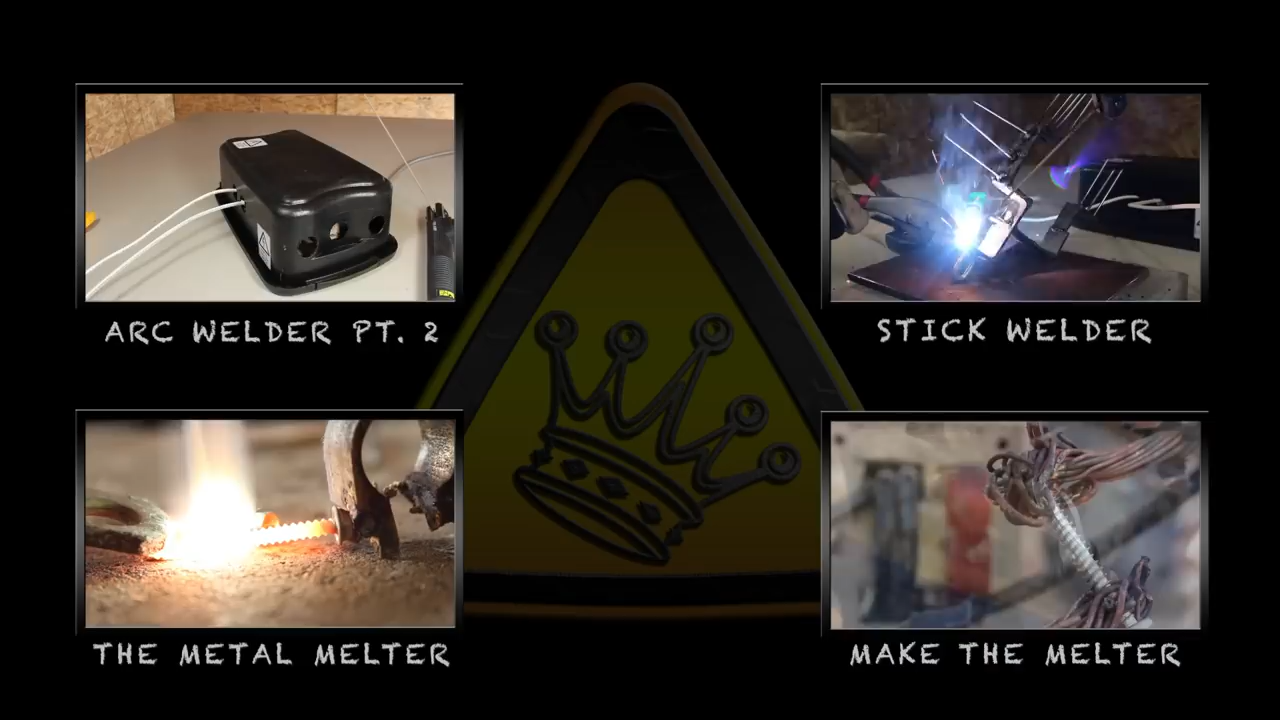 ARC WELDER PT. 2
STICK WELDER
THE METAL MELTER
MAKE THE MELTER